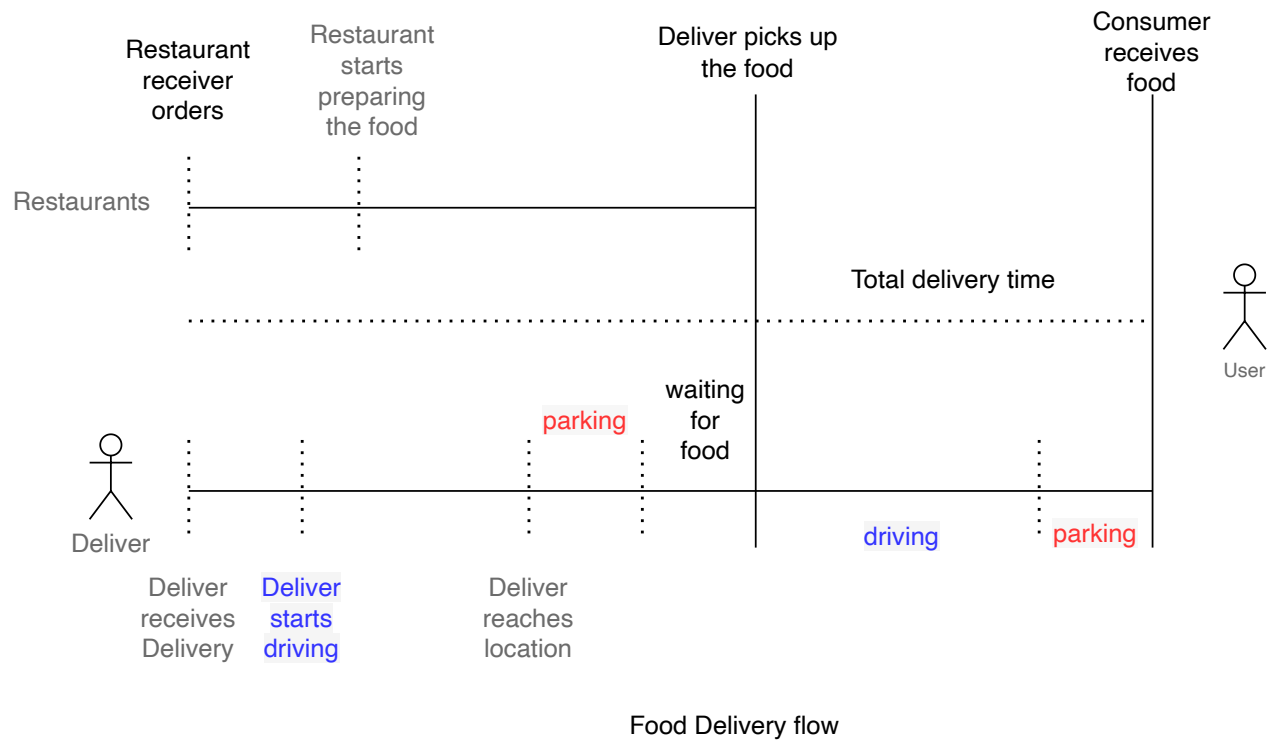 Restaurant
receiver
orders
Restaurant
starts
preparing
the food
Deliver picks up
the food
Consumer
receives
food
Restaurants
Total delivery time
User
parking
waiting
for
food
Deliver
driving
parking
Deliver
receives
Delivery
Deliver
starts
driving
Deliver
reaches
location
Food Delivery flow